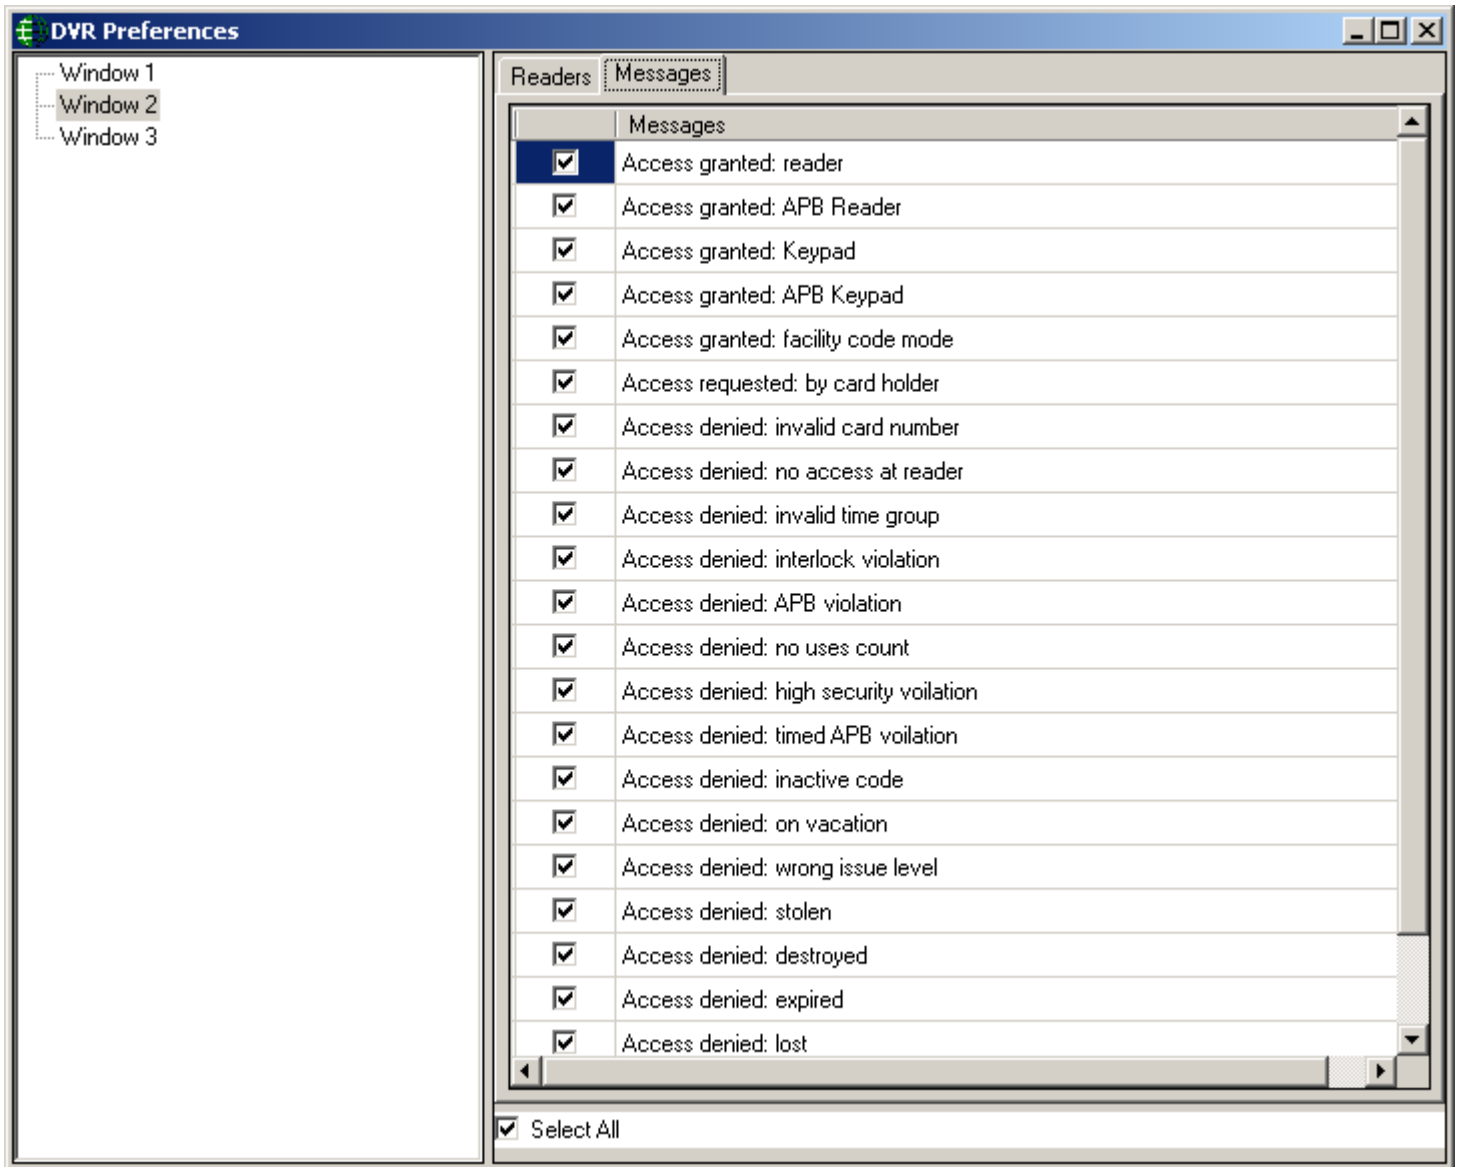 DVR Preferences
Window 1
Window 2
Window 3
Readers
Messages
Messages
Access granted: reader
Access granted: APB Reader
Access granted: Keypad
Access granted: APB Keypad
Access granted: facility code mode
Access requested: by card holder
Access denied: invalid card number
Access denied: no access at reader
Access denied: invalid time group
Access denied: interlock violation
Access denied: APB violation
Access denied: no uses count
Access denied: high security voilation
Access denied: timed APB voilation
Access denied: inactive code
Access denied: on vacation
Access denied: wrong issue level
Access denied: stolen
Access denied: destroyed
Access denied: expired
Access denied: lost
Select All